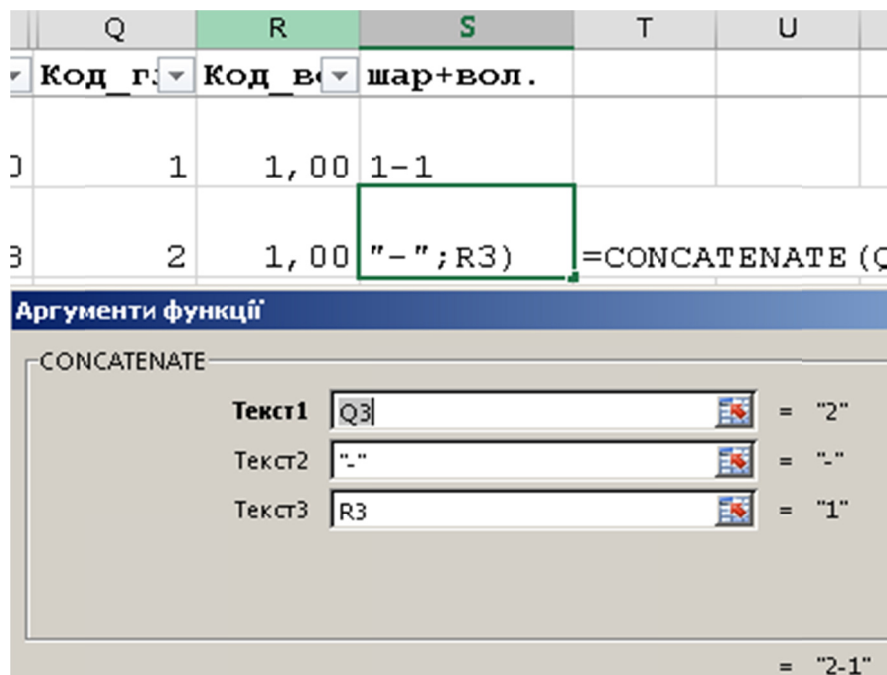 Q R S T U
Код_г. Код_в шар+вол.
1 1,00 1-1
2 1,00 "-";R3) =CONCATENATE(Q
Аргументи функції
CONCATENATE
Текст1 Q3 = "2"
Текст2 "-" = "-"
Текст3 R3 = "1"
= "2-1"